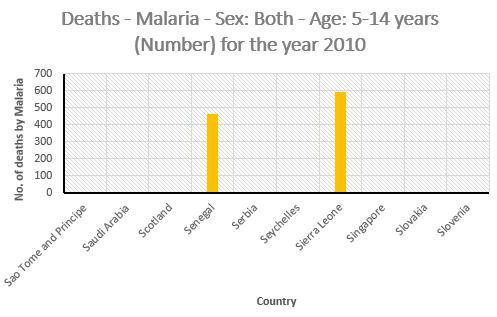 Deaths - Malaria - Sex: Both - Age: 5-14 years
(Number) for the year 2010
No. of deaths by Malaria
700
600
500
400
300
200
100
0
Sao Tome and Principe
Saudi Arabia
Scotland
Senegal
Serbia
Seychelles
Sierra Leone
Singapore
Slovakia
Slovenia
Country